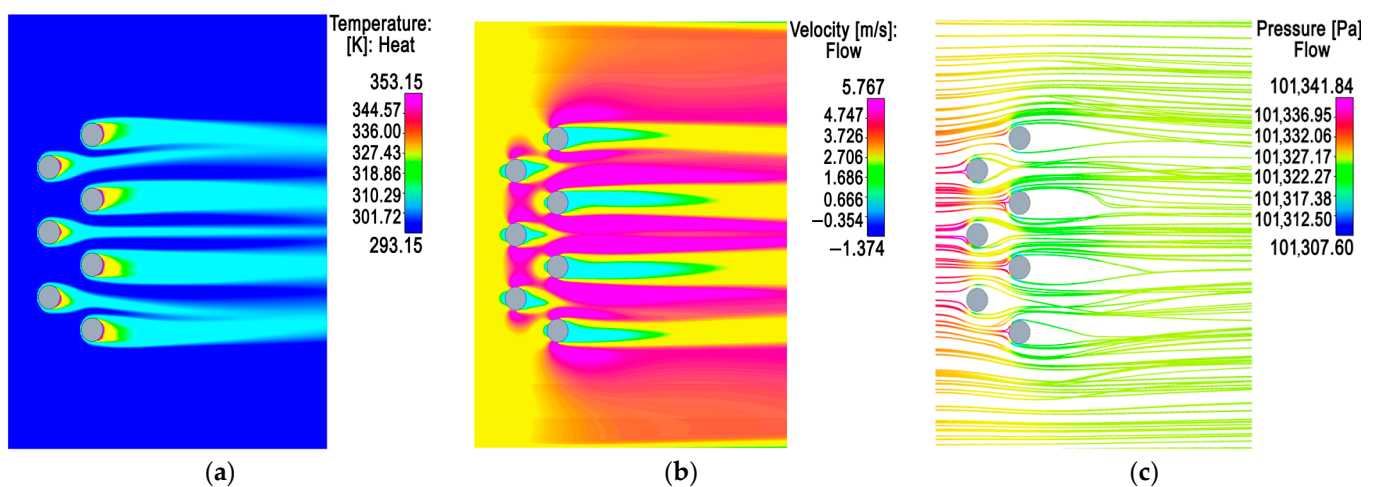 Temperature:
[K]: Heat
353.15
344.57
336.00
327.43
318.86
310.29
301.72
293.15
(a)
Velocity [m/s]:
Flow
5.767
4.747
3.726
2.706
1.686
0.666
−0.354
−1.374
(b)
Pressure [Pa]
Flow
101,341.84
101,336.95
101,332.06
101,327.17
101,322.27
101,317.38
101,312.50
101,307.60
(c)